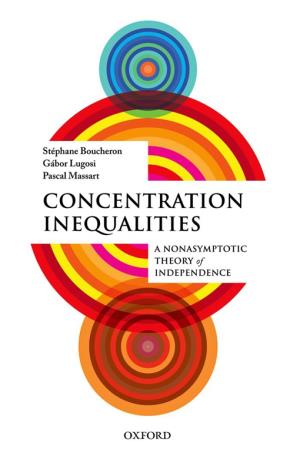 Stéphane Boucheron
Gábor Lugosi
Pascal Massart
CONCENTRATION
INEQUALITIES
A NONASYMPTOTIC
THEORY of
INDEPENDENCE
OXFORD